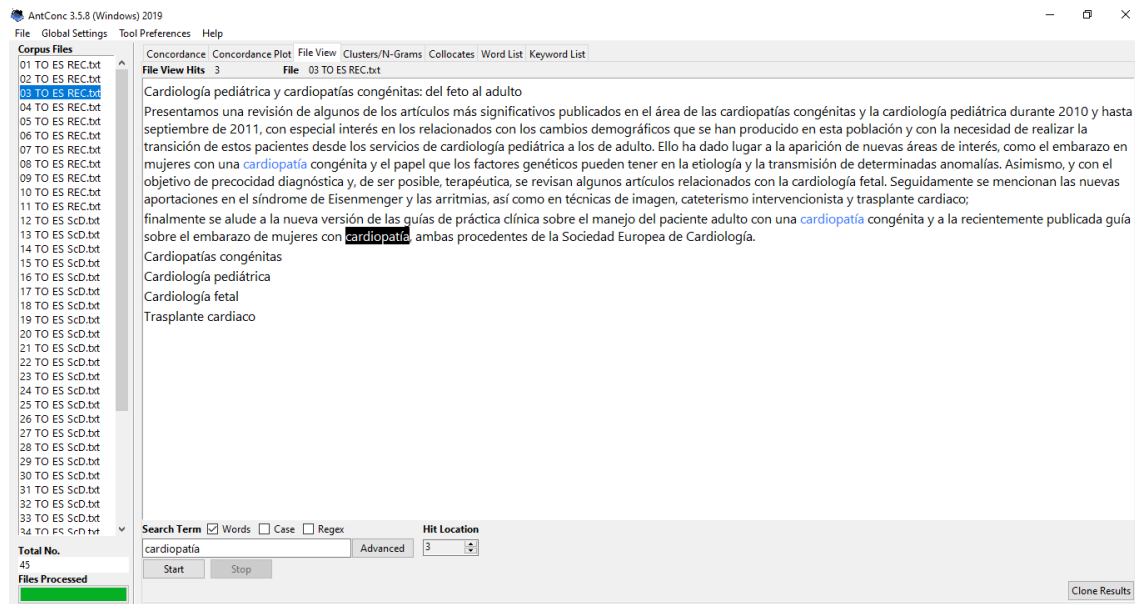 AntConc 3.5.8 (Windows) 2019
File Global Settings Tool Preferences Help
Corpus Files
01 TO ES REC.txt
02 TO ES REC.txt
03 TO ES REC.txt
04 TO ES REC.txt
05 TO ES REC.txt
06 TO ES REC.txt
07 TO ES REC.txt
08 TO ES REC.txt
09 TO ES REC.txt
10 TO ES REC.txt
11 TO ES REC.txt
12 TO ES ScD.txt
13 TO ES ScD.txt
14 TO ES ScD.txt
15 TO ES ScD.txt
16 TO ES ScD.txt
17 TO ES ScD.txt
18 TO ES ScD.txt
19 TO ES ScD.txt
20 TO ES ScD.txt
21 TO ES ScD.txt
22 TO ES ScD.txt
23 TO ES ScD.txt
24 TO ES ScD.txt
25 TO ES ScD.txt
26 TO ES ScD.txt
27 TO ES ScD.txt
28 TO ES ScD.txt
29 TO ES ScD.txt
30 TO ES ScD.txt
31 TO ES ScD.txt
32 TO ES ScD.txt
33 TO ES ScD.txt
34 TO ES ScD.txt
Total No.
45
Files Processed
Concordance Concordance Plot File View Clusters/N-Grams Collocates Word List Keyword List
File View Hits 3 File 03 TO ES REC.txt
Cardiología pediátrica y cardiopatías congénitas: del feto al adulto
Presentamos una revisión de algunos de los artículos más significativos publicados en el área de las cardiopatías congénitas y la cardiología pediátrica durante 2010 y hasta
septiembre de 2011, con especial interés en los relacionados con los cambios demográficos que se han producido en esta población y con la necesidad de realizar la
transición de estos pacientes desde los servicios de cardiología pediátrica a los de adulto. Ello ha dado lugar a la aparición de nuevas áreas de interés, como el embarazo en
mujeres con una cardiopatía congénita y el papel que los factores genéticos pueden tener en la etiología y la transmisión de determinadas anomalías. Asimismo, y con el
objetivo de precocidad diagnóstica y, de ser posible, terapéutica, se revisan algunos artículos relacionados con la cardiología fetal. Seguidamente se mencionan las nuevas
aportaciones en el síndrome de Eisenmenger y las arritmias, así como en técnicas de imagen, cateterismo intervencionista y trasplante cardiaco;
finalmente se alude a la nueva versión de las guías de práctica clínica sobre el manejo del paciente adulto con una cardiopatía congénita y a la recientemente publicada guía
sobre el embarazo de mujeres con cardiopatía, ambas procedentes de la Sociedad Europea de Cardiología.
Cardiopatías congénitas
Cardiología pediátrica
Cardiología fetal
Trasplante cardiaco
Search Term Words Case Regex Hit Location
cardiopatía Advanced 3
Start Stop
Clone Results